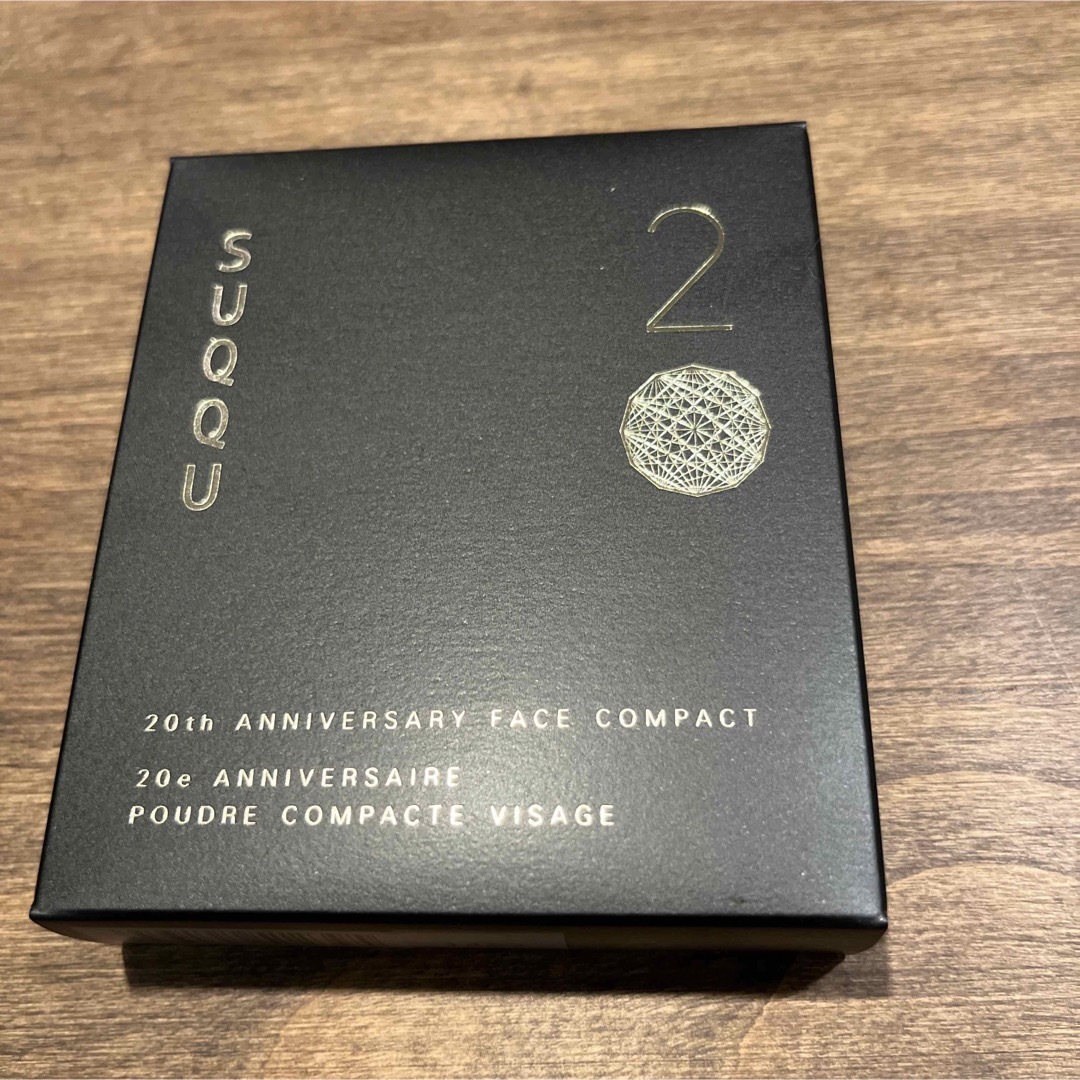 SUQQU
2
20th ANNIVERSARY FACE COMPACT
20e ANNIVERSAIRE
POUDRE COMPACTE VISAGE